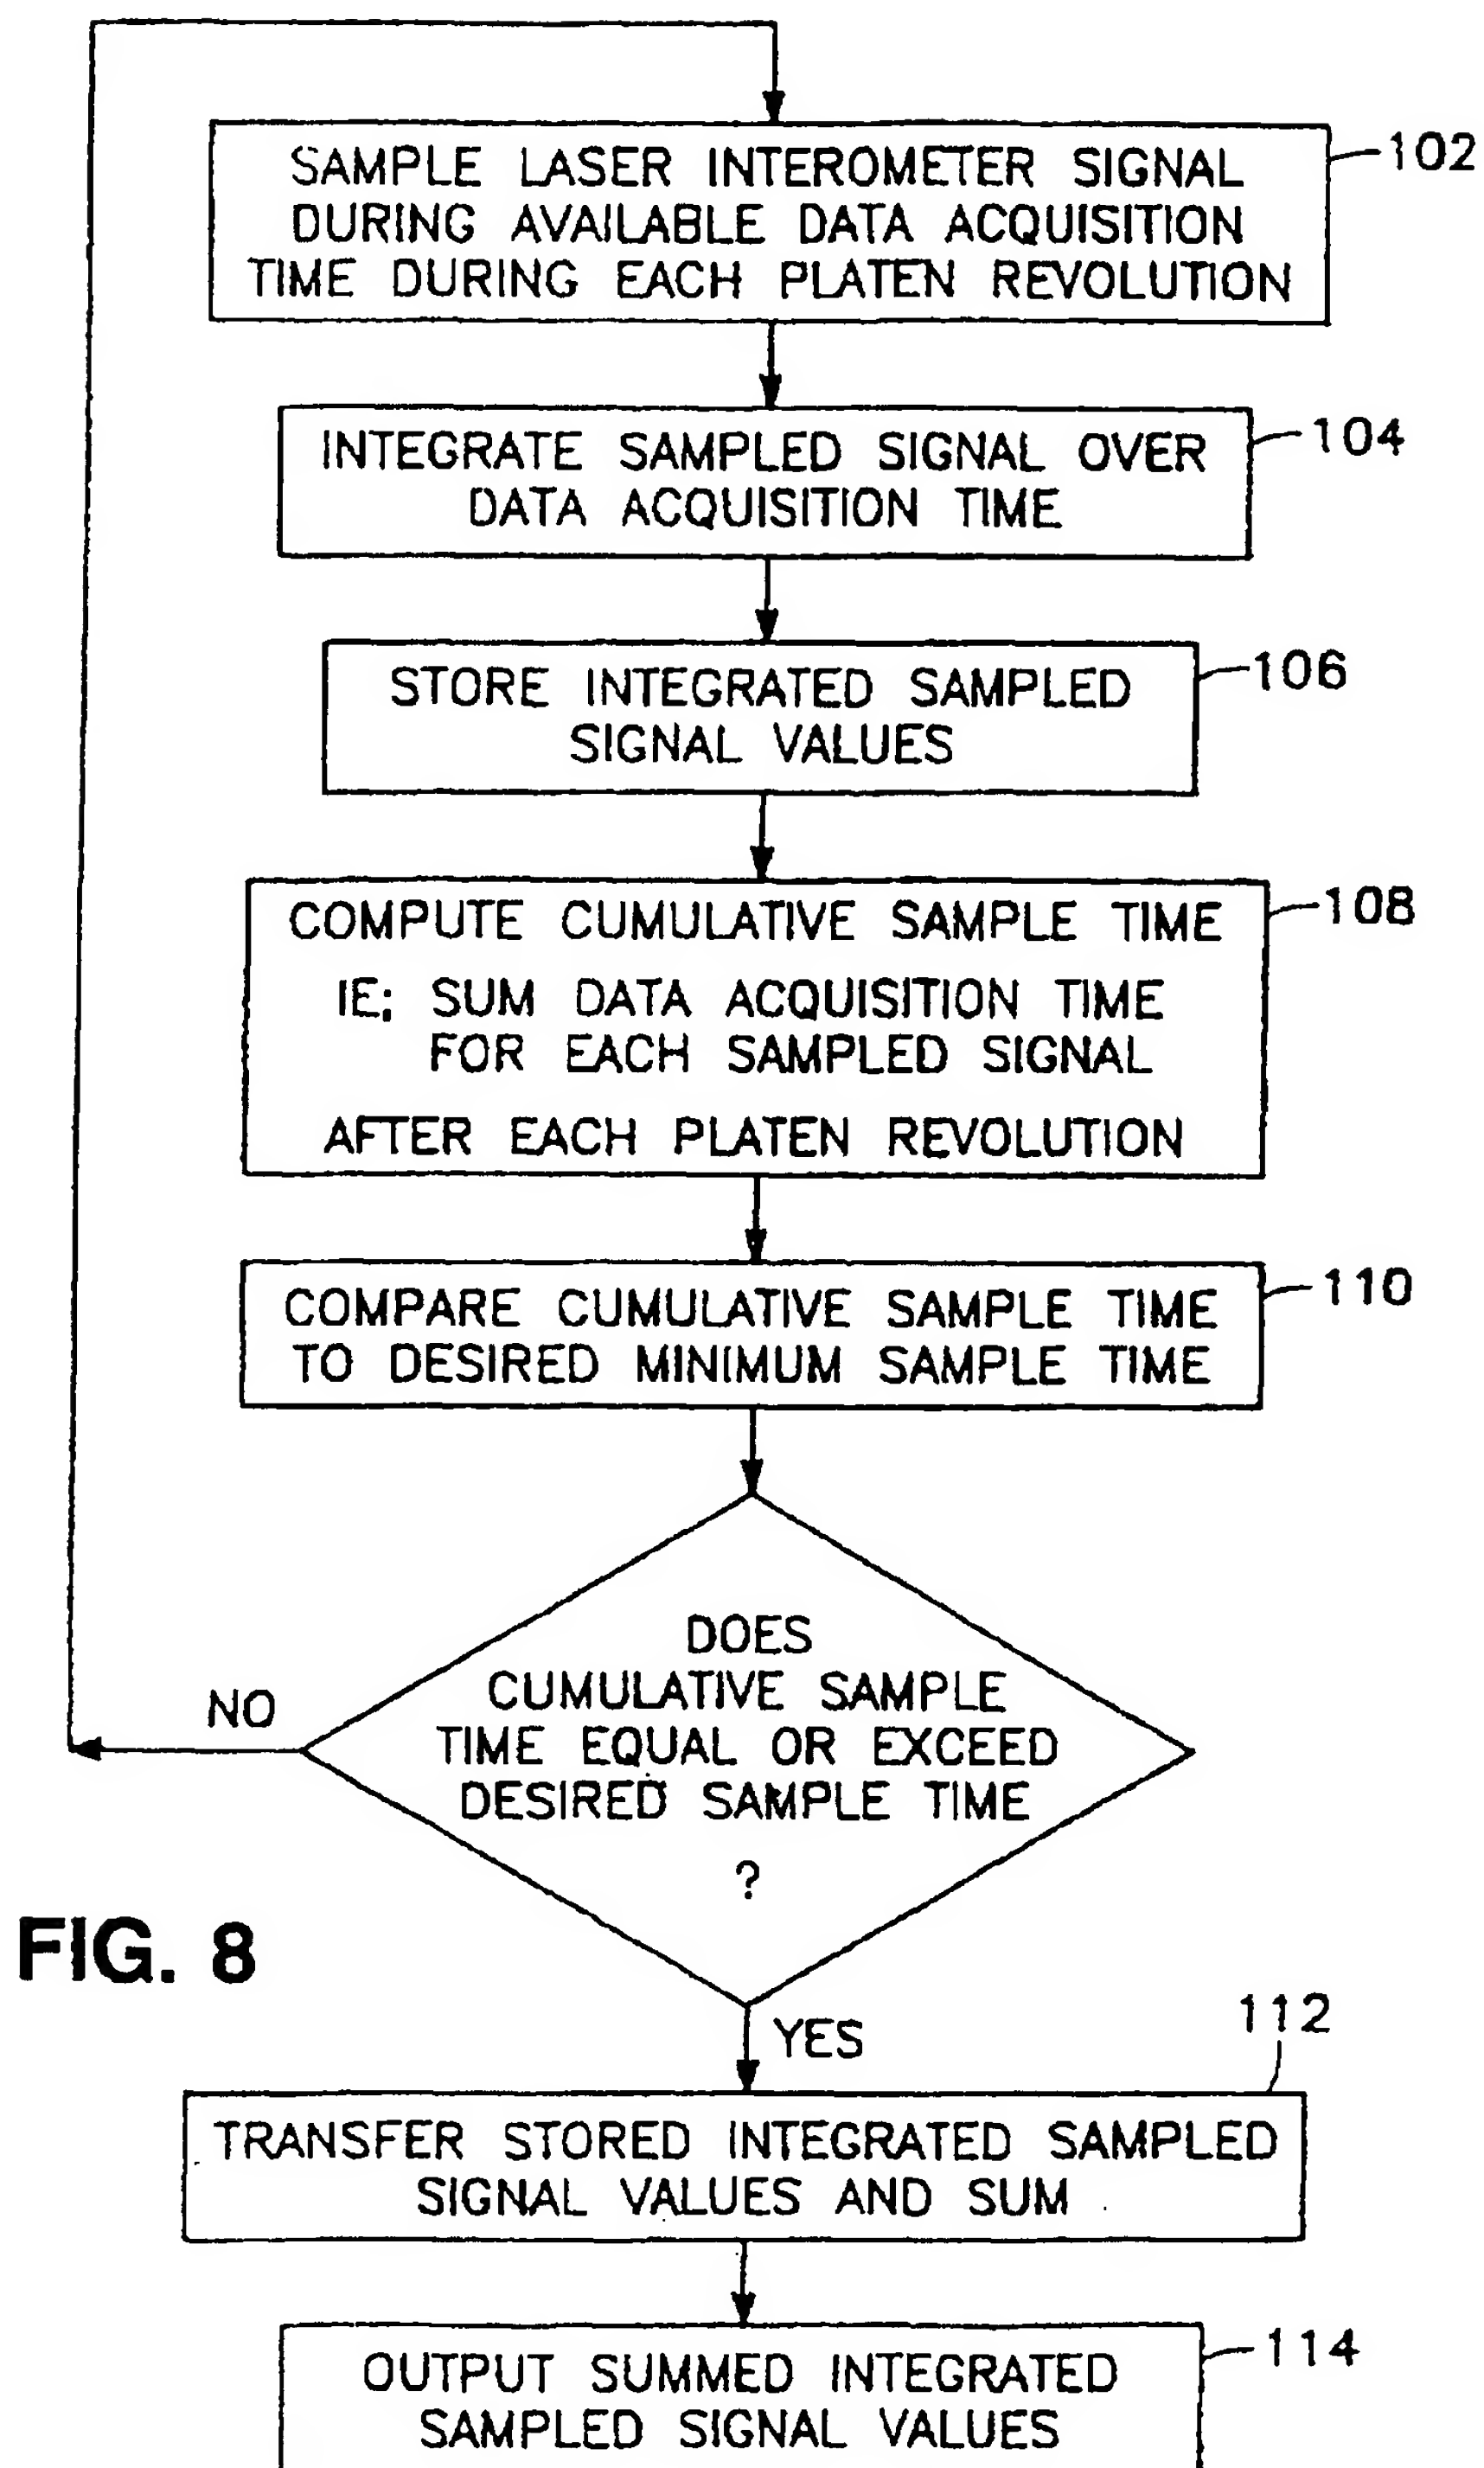 SAMPLE LASER INTEROMETER SIGNAL
DURING AVAILABLE DATA ACQUISITION
TIME DURING EACH PLATEN REVOLUTION
102
INTEGRATE SAMPLED SIGNAL OVER
DATA ACQUISITION TIME
104
STORE INTEGRATED SAMPLED
SIGNAL VALUES
106
COMPUTE CUMULATIVE SAMPLE TIME
IE; SUM DATA ACQUISITION TIME
FOR EACH SAMPLED SIGNAL
AFTER EACH PLATEN REVOLUTION
108
COMPARE CUMULATIVE SAMPLE TIME
TO DESIRED MINIMUM SAMPLE TIME
110
DOES
CUMULATIVE SAMPLE
TIME EQUAL OR EXCEED
DESIRED SAMPLE TIME
?
NO
FIG. 8
YES
112
TRANSFER STORED INTEGRATED SAMPLED
SIGNAL VALUES AND SUM
OUTPUT SUMMED INTEGRATED
SAMPLED SIGNAL VALUES
114